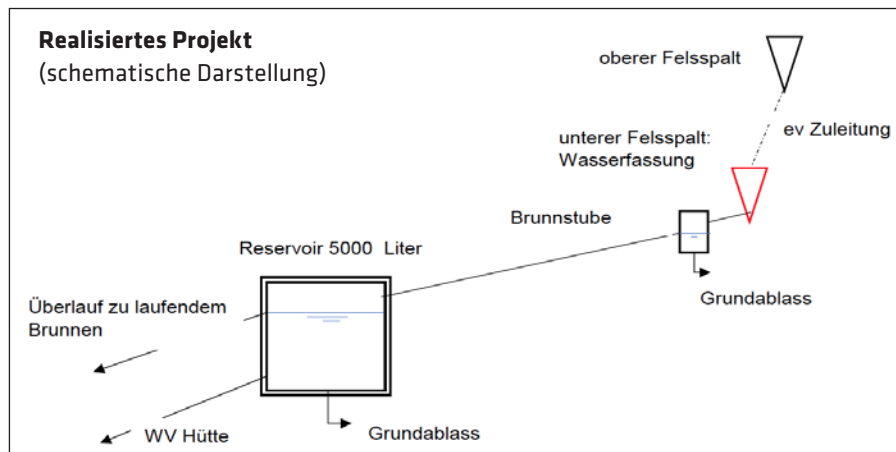 Realisiertes Projekt
(schematische Darstellung)
oberer Felsspalt
ev Zuleitung
unterer Felsspalt:
Wasserfassung
Brunnstube
Reservoir 5000 Liter
Grundablass
Überlauf zu laufendem
Brunnen
WV Hütte
Grundablass